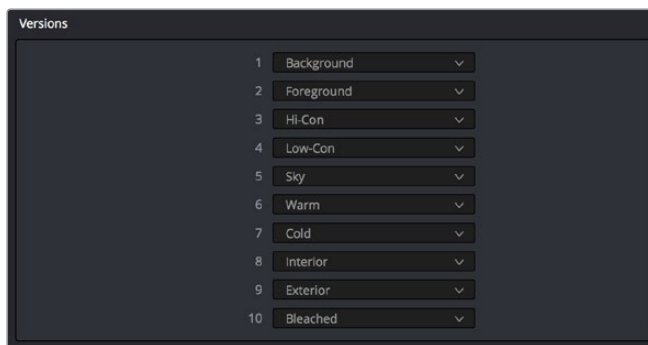 Versions
1 Background
2 Foreground
3 Hi-Con
4 Low-Con
5 Sky
6 Warm
7 Cold
8 Interior
9 Exterior
10 Bleached